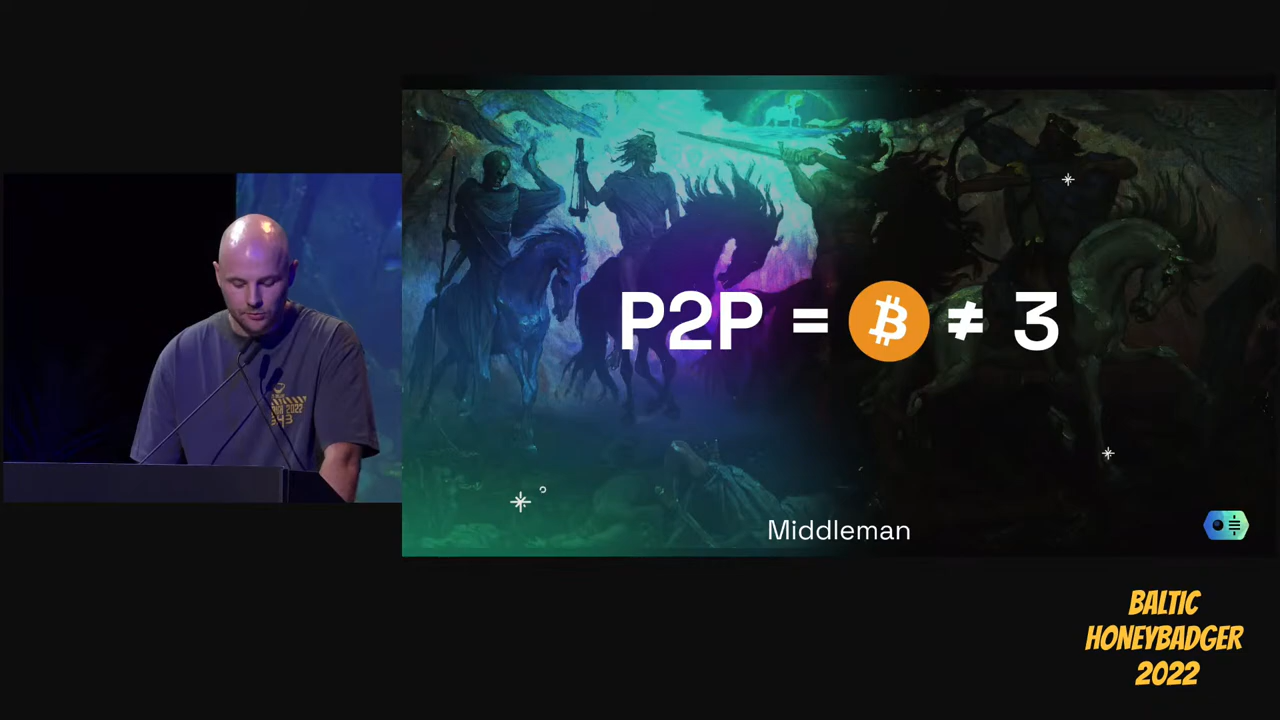 P2P = ₿ ≠ 3
Middleman
BALTIC
HONEYBADGER
2022